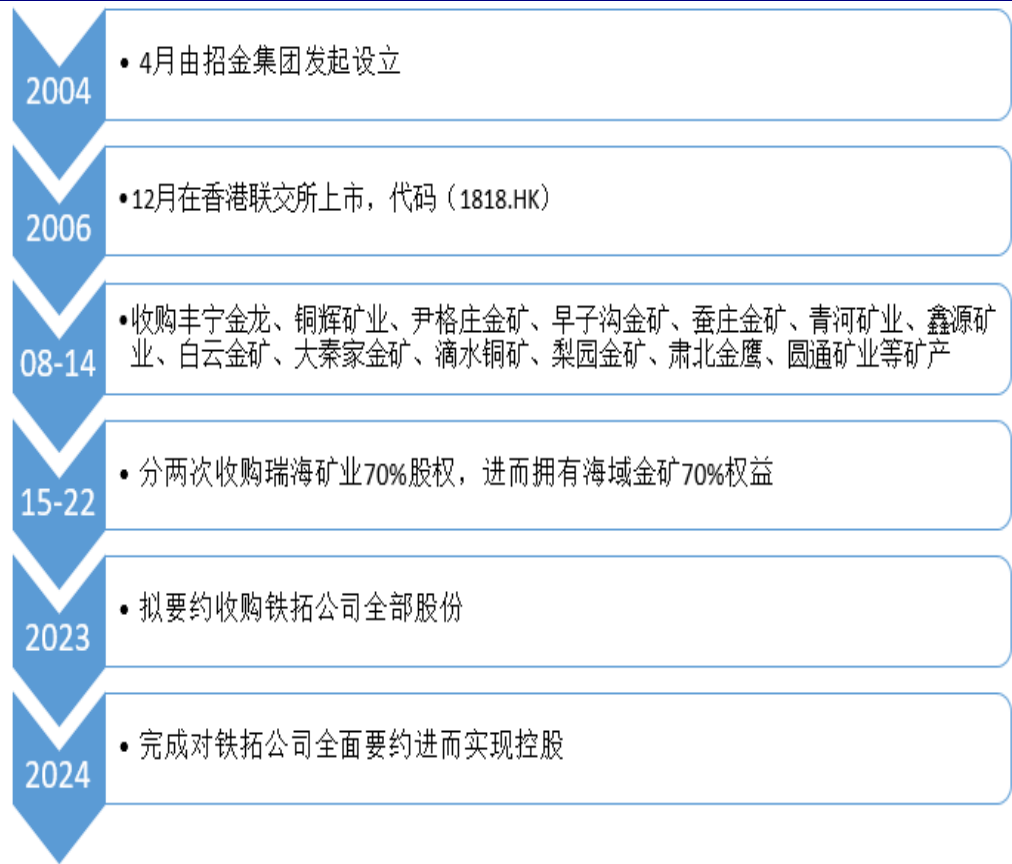 2004
• 4月由招金集团发起设立
2006
•12月在香港联交所上市，代码（1818.HK）
08-14
•收购丰宁金龙、铜辉矿业、尹格庄金矿、早子沟金矿、蚕庄金矿、青河矿业、鑫源矿
业、白云金矿、大秦家金矿、滴水铜矿、梨园金矿、肃北金鹰、圆通矿业等矿产
15-22
• 分两次收购瑞海矿业70%股权，进而拥有海域金矿70%权益
2023
• 拟要约收购铁拓公司全部股份
2024
• 完成对铁拓公司全面要约进而实现控股